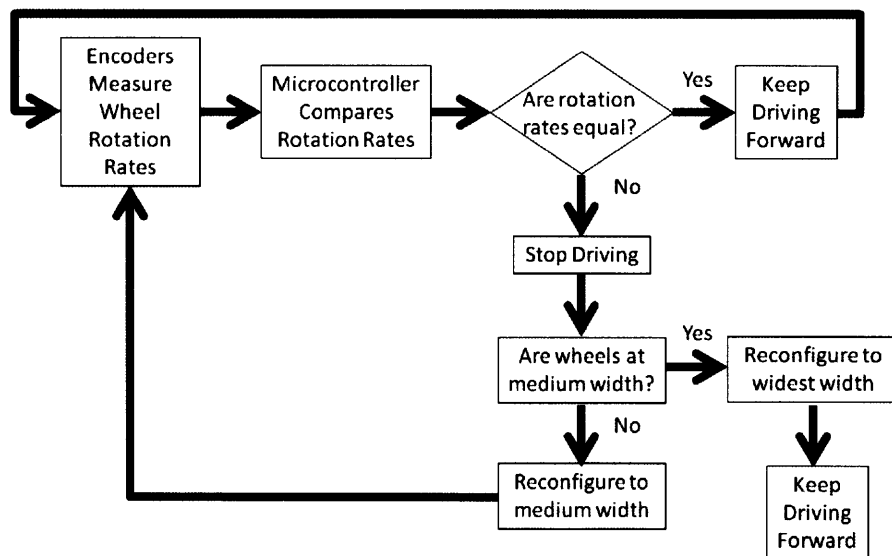 Encoders
Measure
Wheel
Rotation
Rates
Microcontroller
Compares
Rotation Rates
Are rotation
rates equal?
Yes
Keep
Driving
Forward
No
Stop Driving
Are wheels at
medium width?
Yes
Reconfigure to
widest width
No
Reconfigure to
medium width
Keep
Driving
Forward